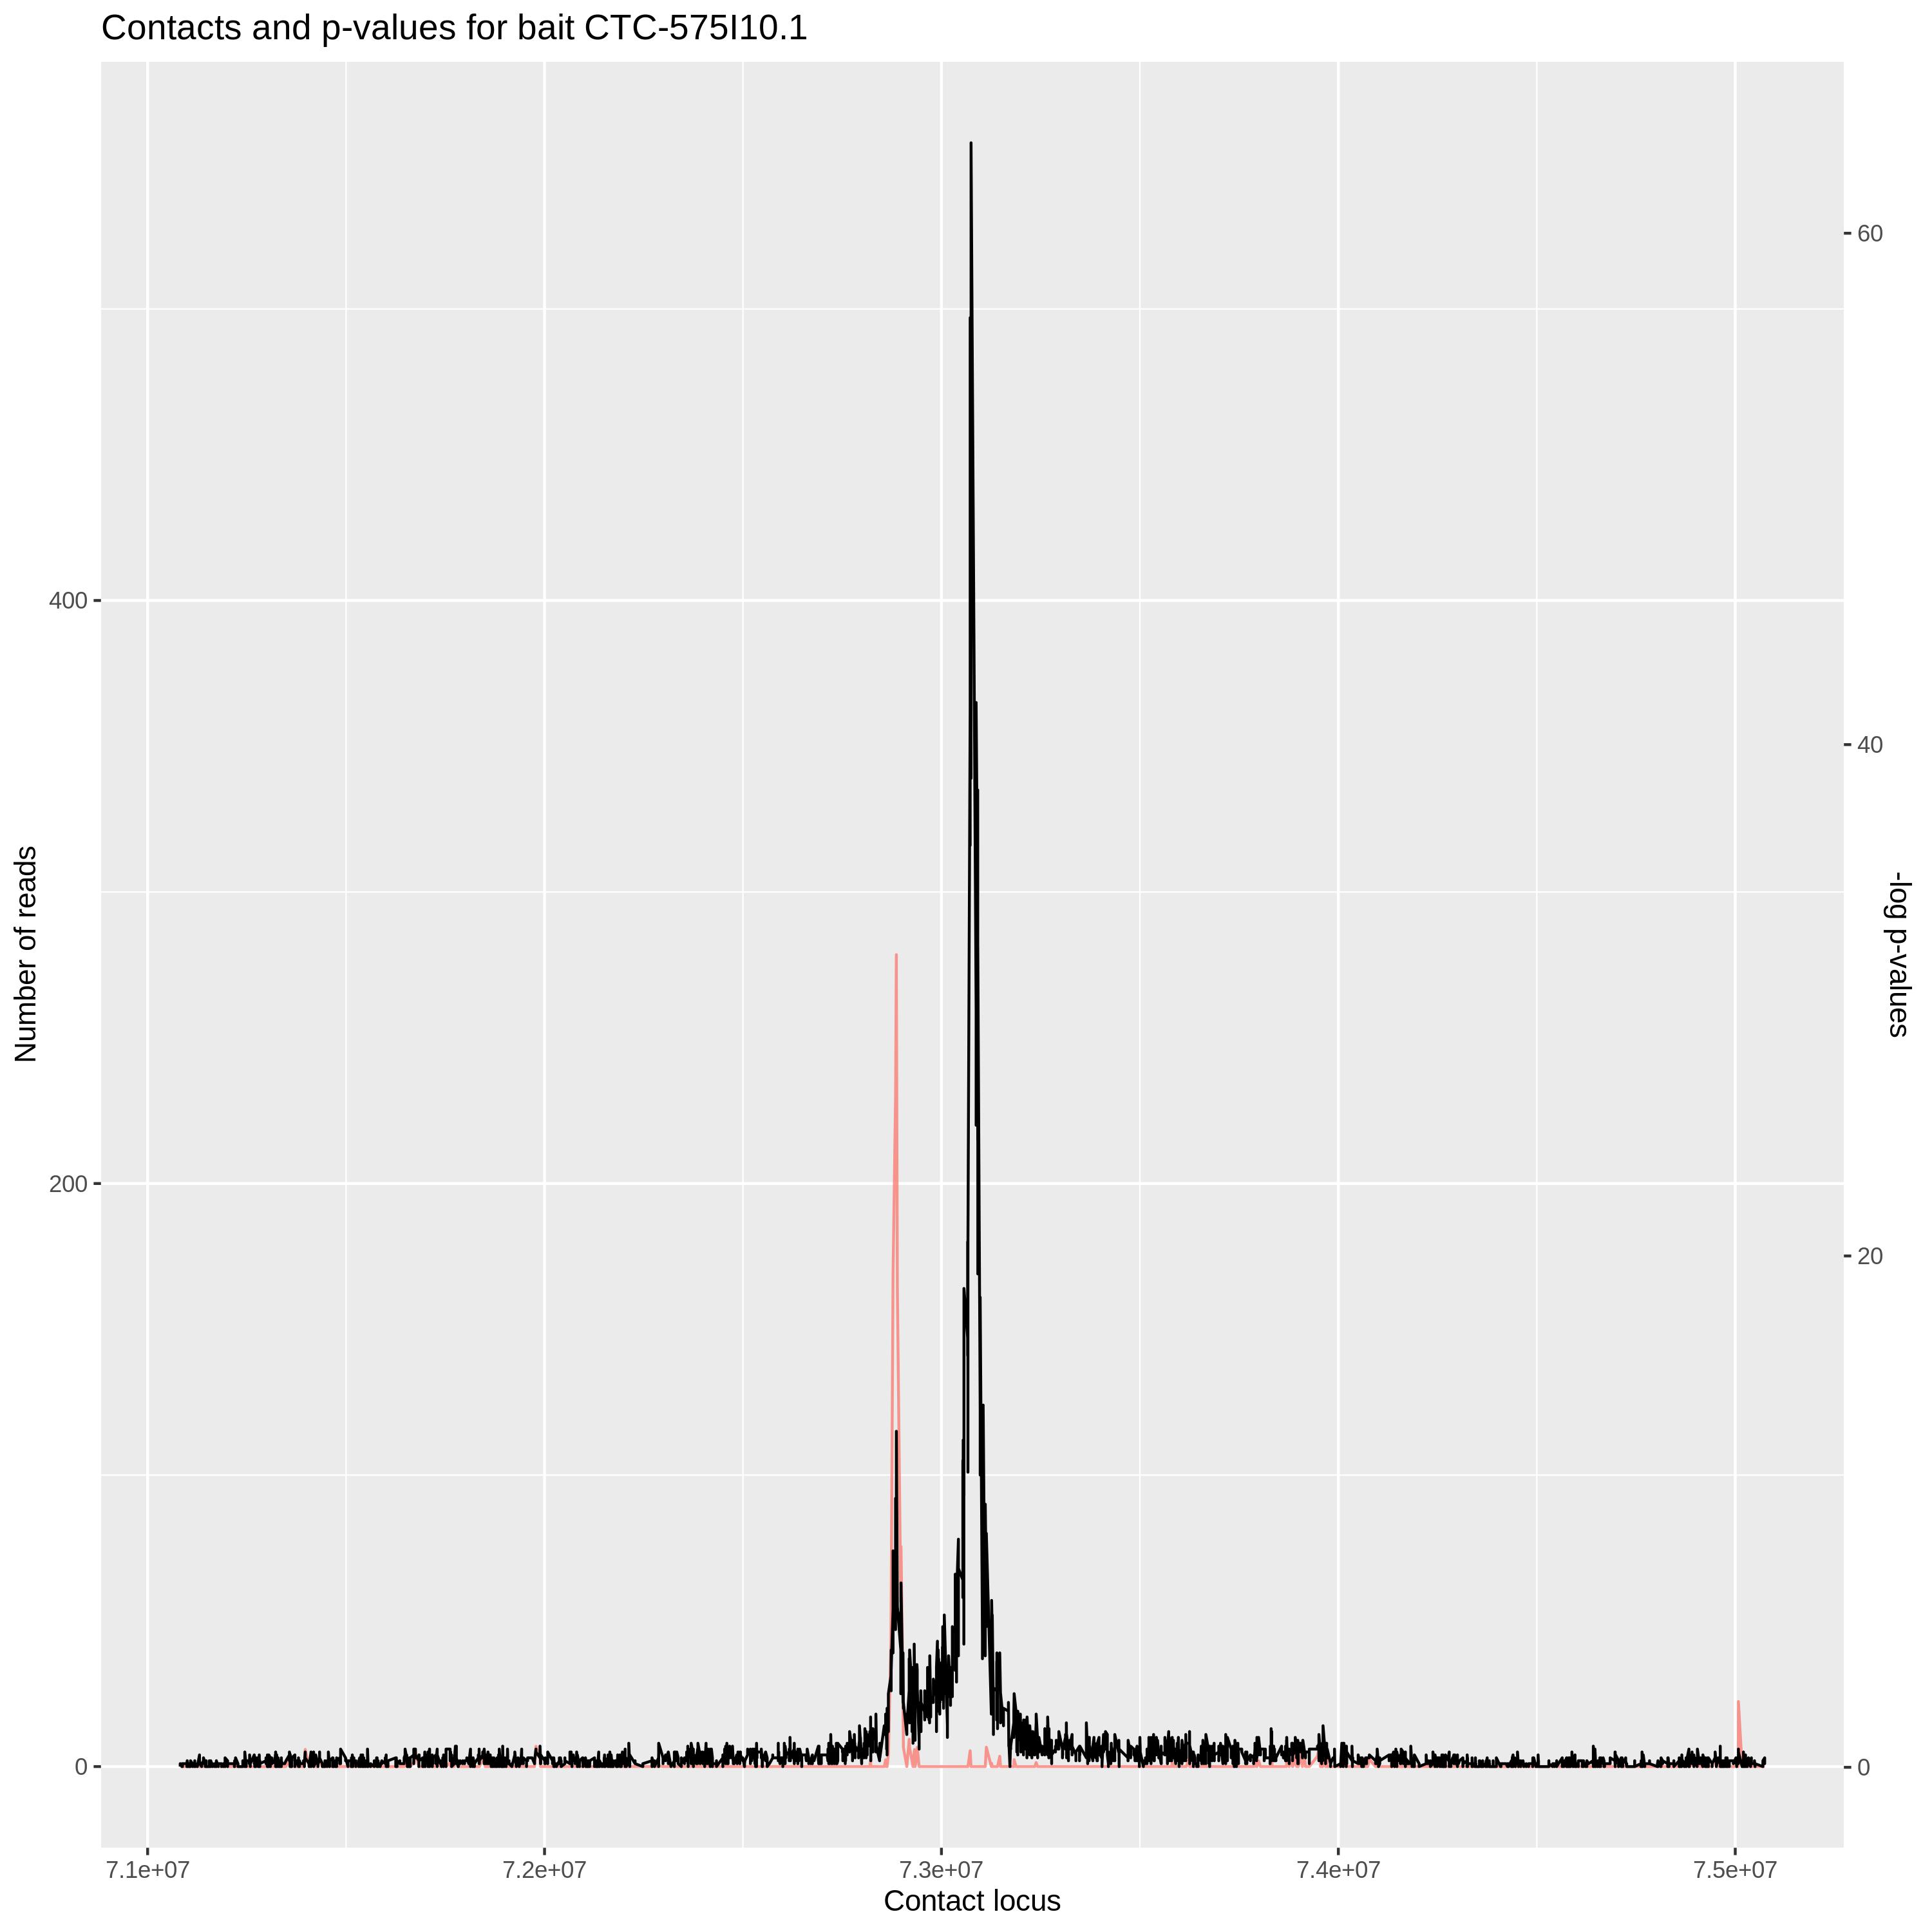 Contacts and p-values for bait CTC-575I10.1
Number of reads
400
200
0
60
40
20
0
-log p-values
7.1e+07
7.2e+07
7.3e+07
7.4e+07
7.5e+07
Contact locus